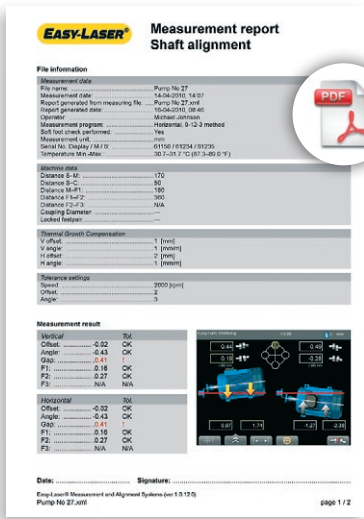 EASY-LASER®
Measurement report
Shaft alignment
PDF
File information
Measurement data
File name: Pump No 27
Measurement date: 14-04-2010, 14:07
Report generated from measuring file: Pump No 27.xml
Report generated date: 16-04-2010, 08:46
Operator: Michael Johnson
Measurement program: Horizontal, 9-12-3 method
Soft foot check performed: Yes
Measurement unit: mm
Serial No. Display / M / S: 61150 / 61234 / 61235
Temperature Min.-Max.: 30.7–31.7 °C (87.3–89.0 °F)
Machine data
Distance S–M: 170
Distance S–C: 50
Distance M–F1: 180
Distance F1–F2: 360
Distance F2–F3: N/A
Coupling Diameter: ---
Locked feetpair: ---
Thermal Growth Compensation
V offset: 1 [mm]
V angle: 1 [mm/m]
H offset: 2 [mm]
H angle: 1 [mm/m]
Tolerance settings
Speed: 2000 [rpm]
Offset: 2
Angle: 3
Measurement result
Vertical Tol.
Offset: -0.02 OK
Angle: -0.43 OK
Gap: 0.41 !
F1: 0.16 OK
F2: 0.27 OK
F3: N/A N/A
Horizontal Tol.
Offset: -0.02 OK
Angle: -0.43 OK
Gap: 0.41 !
F1: 0.16 OK
F2: 0.27 OK
F3: N/A N/A
0.44
0.49
0.18
-0.28
0.97
1.71
-1.27
-2.28
Date: Signature:
Easy-Laser® Measurement and Alignment Systems (ver.1.0.12.0)
Pump No 27.xml
page 1 / 2